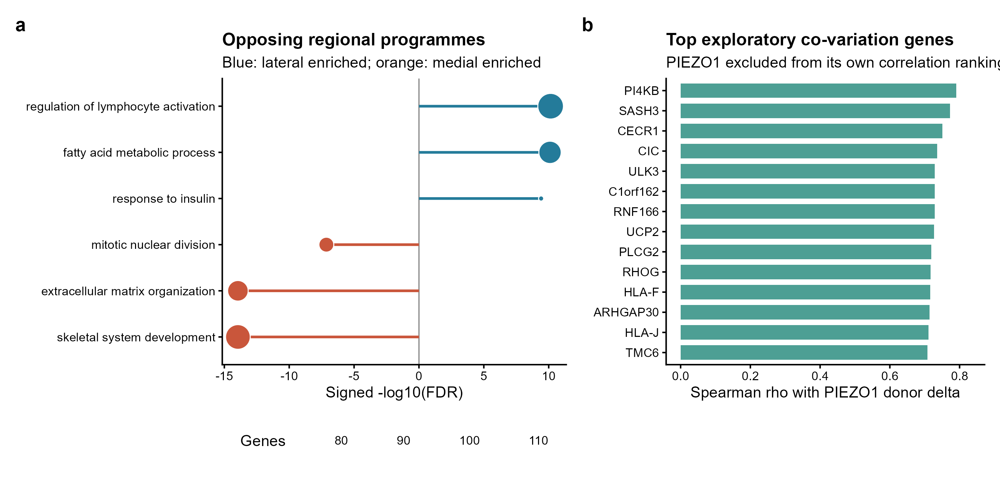 a
Opposing regional programmes
Blue: lateral enriched; orange: medial enriched
regulation of lymphocyte activation
fatty acid metabolic process
response to insulin
mitotic nuclear division
extracellular matrix organization
skeletal system development
-15 -10 -5 0 5 10
Signed -log10(FDR)
Genes 80 90 100 110
b
Top exploratory co-variation genes
PIEZO1 excluded from its own correlation ranking
PI4KB
SASH3
CECR1
CIC
ULK3
C1orf162
RNF166
UCP2
PLCG2
RHOG
HLA-F
ARHGAP30
HLA-J
TMC6
0.0 0.2 0.4 0.6 0.8
Spearman rho with PIEZO1 donor delta